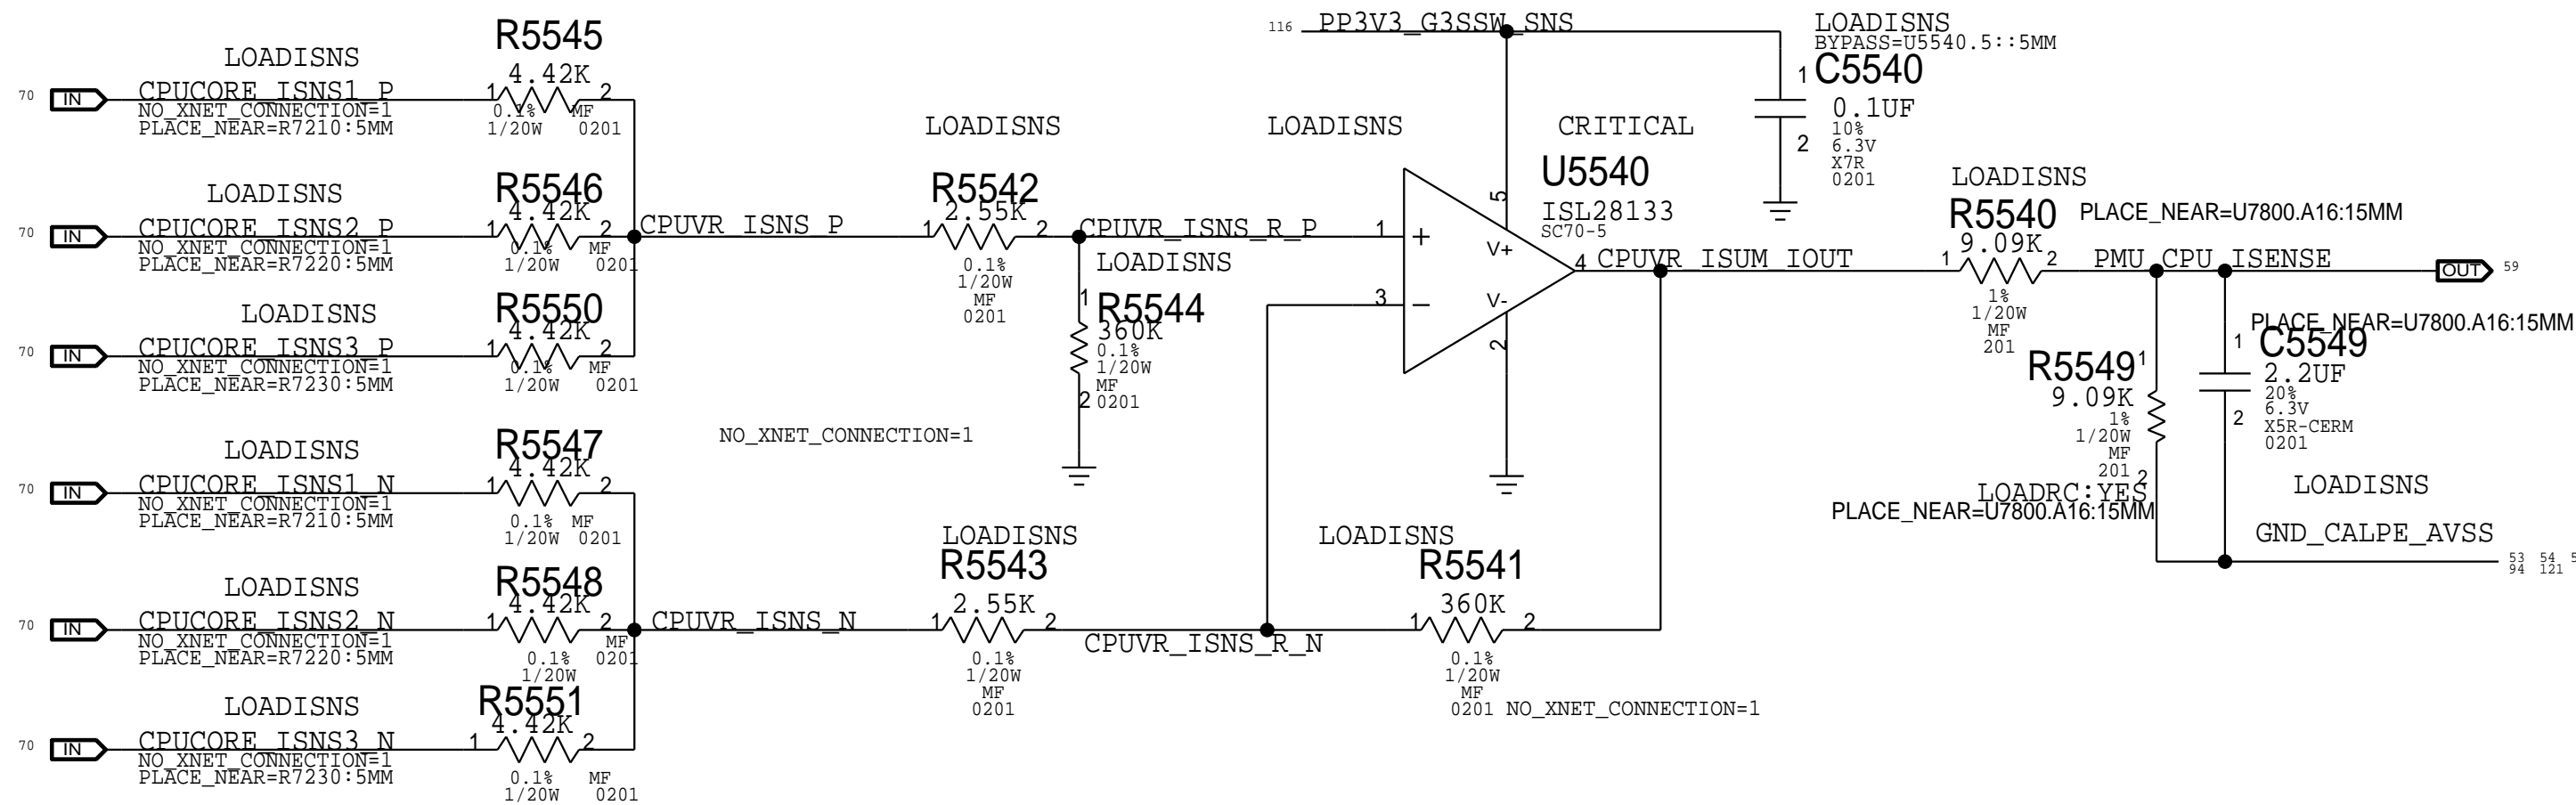 LOADISNS
R5545
4.42K
70 IN CPUCORE_ISNS1_P 1 2
NO_XNET_CONNECTION=1
PLACE_NEAR=R7210:5MM
0.1% MF
1/20W 0201
LOADISNS
R5546
4.42K
70 IN CPUCORE_ISNS2_P 1 2
NO_XNET_CONNECTION=1
PLACE_NEAR=R7220:5MM
0.1% MF
1/20W 0201
LOADISNS
R5550
4.42K
70 IN CPUCORE_ISNS3_P 1 2
NO_XNET_CONNECTION=1
PLACE_NEAR=R7230:5MM
0.1% MF
1/20W 0201
LOADISNS
R5547
4.42K
70 IN CPUCORE_ISNS1_N 1 2
NO_XNET_CONNECTION=1
PLACE_NEAR=R7210:5MM
0.1% MF
1/20W 0201
LOADISNS
R5548
4.42K
70 IN CPUCORE_ISNS2_N 1 2
NO_XNET_CONNECTION=1
PLACE_NEAR=R7220:5MM
MF
0.1% 0201
1/20W
LOADISNS
R5551
4.42K
70 IN CPUCORE_ISNS3_N 1 2
NO_XNET_CONNECTION=1
PLACE_NEAR=R7230:5MM
0.1% MF
1/20W 0201
CPUVR_ISNS_P
LOADISNS
R5542
2.55K
1 2
0.1%
1/20W
MF
0201
CPUVR_ISNS_R_P
LOADISNS
1
R5544
360K
0.1%
1/20W
MF
2 0201
NO_XNET_CONNECTION=1
CPUVR_ISNS_N
LOADISNS
R5543
2.55K
1 2
0.1%
1/20W
MF
0201
CPUVR_ISNS_R_N
LOADISNS
R5541
360K
1 2
0.1%
1/20W
MF
0201 NO_XNET_CONNECTION=1
116 PP3V3_G3SSW_SNS
LOADISNS
BYPASS=U5540.5::5MM
1 C5540
0.1UF
10%
2 6.3V
X7R
0201
LOADISNS CRITICAL
U5540
ISL28133
SC70-5
5
1 +
V+
4
3 −
V-
2
CPUVR_ISUM_IOUT
LOADISNS
R5540 PLACE_NEAR=U7800.A16:15MM
9.09K
1 2
1%
1/20W
MF
201
PMU_CPU_ISENSE OUT 59
PLACE_NEAR=U7800.A16:15MM
1 C5549
2.2UF
20%
6.3V
2 X5R-CERM
0201
R5549 1
9.09K
1%
1/20W
MF
201
2
LOADRC:YES
PLACE_NEAR=U7800.A16:15MM
LOADISNS
GND_CALPE_AVSS
53 54 5
94 121